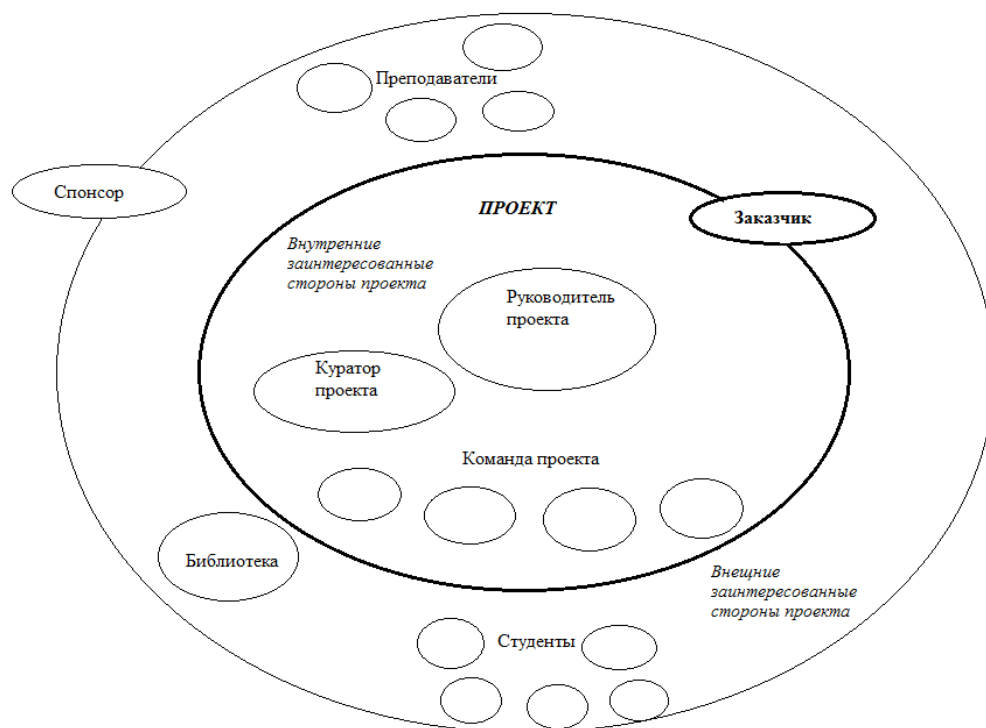 Преподаватели
Спонсор
ПРОЕКТ
Заказчик
Внутренние
заинтересованные
стороны проекта
Руководитель
проекта
Куратор
проекта
Команда проекта
Библиотека
Внещние
заинтересованные
стороны проекта
Студенты